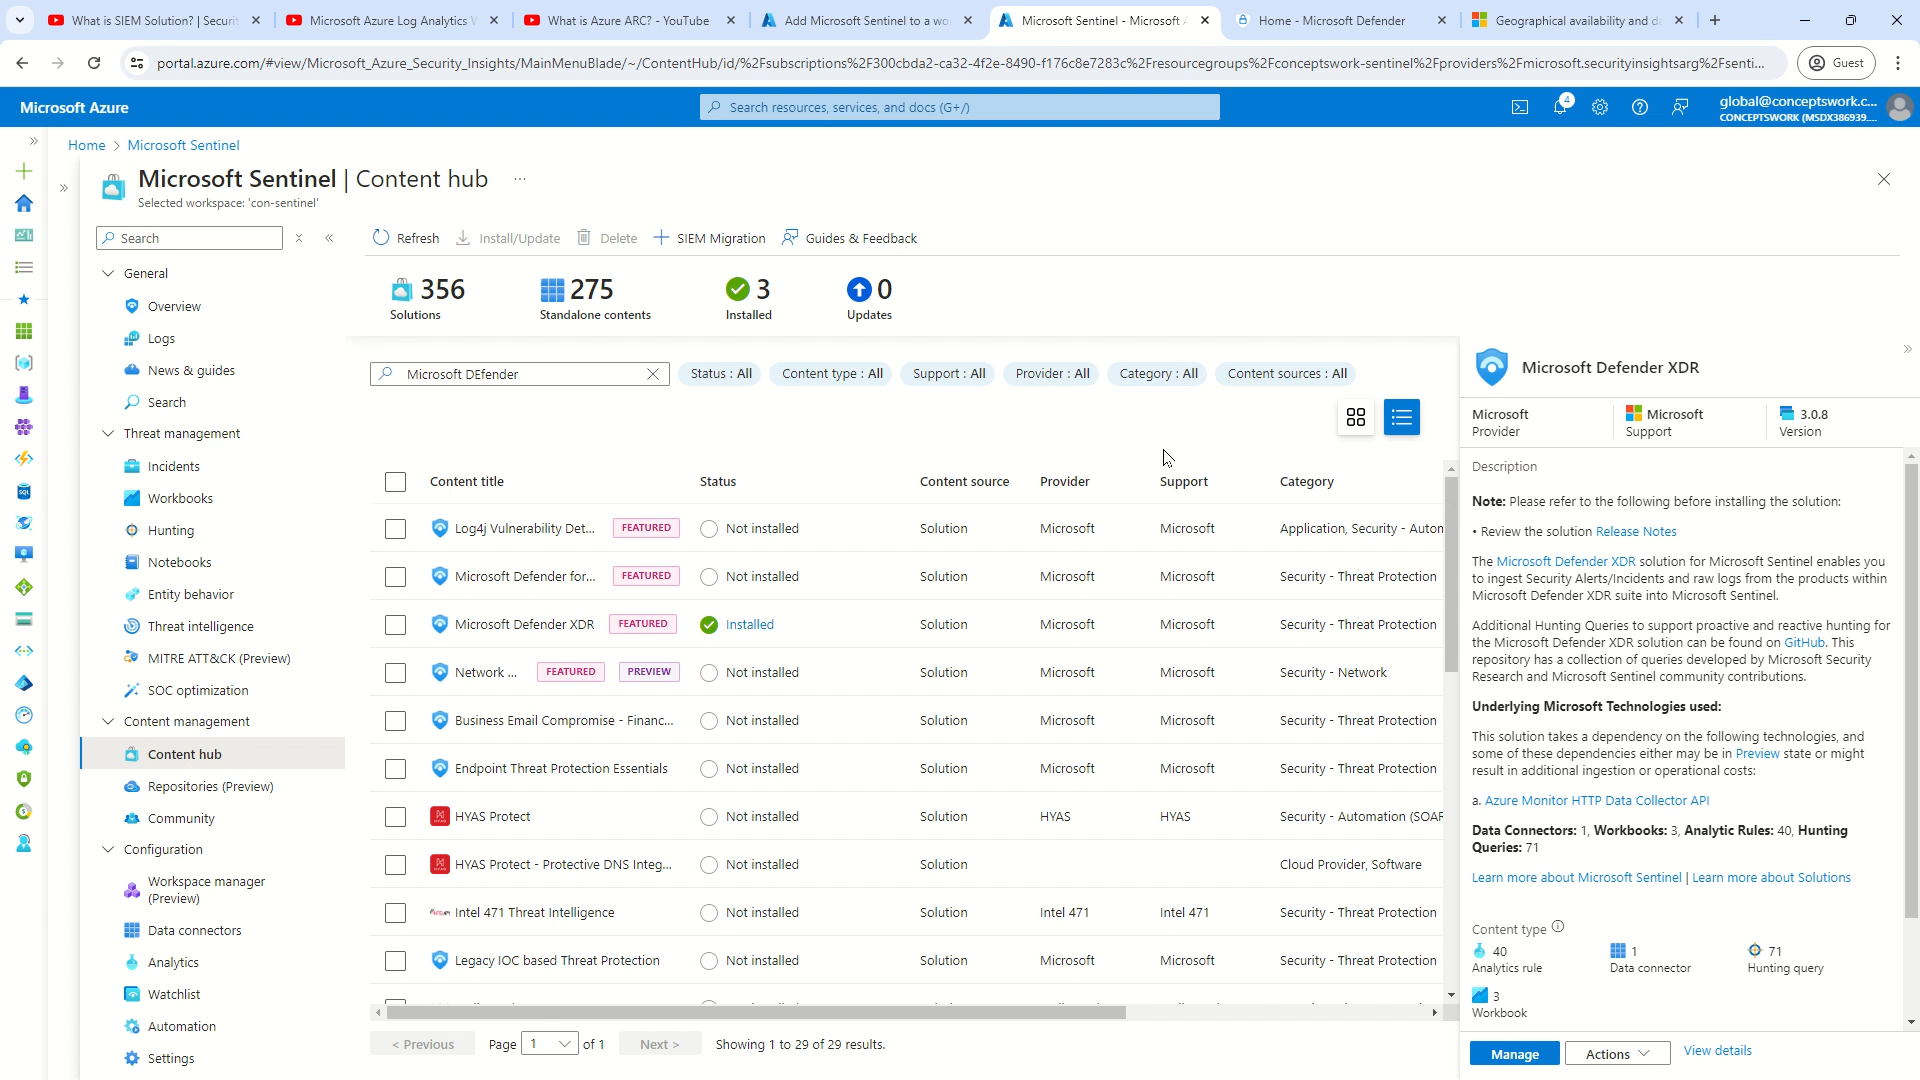 What is SIEM Solution? | Securit
Microsoft Azure Log Analytics
What is Azure ARC? - YouTube
Add Microsoft Sentinel to a wo
Microsoft Sentinel - Microsoft A
Home - Microsoft Defender
Geographical availability and d
portal.azure.com/#view/Microsoft_Azure_Security_Insights/MainMenuBlade/~/ContentHub/id/%2Fsubscriptions%2F300cbda2-ca32-4f2e-8490-f176c8e7283c%2Fresourcegroups%2Fconceptswork-sentinel%2Fproviders%2Fmicrosoft.securityinsightsarg%2Fsenti...
Guest
Microsoft Azure
Search resources, services, and docs (G+/)
4
global@conceptswork.c...
CONCEPTSWORK (MSDX386939....
Home > Microsoft Sentinel
Microsoft Sentinel | Content hub ...
Selected workspace: 'con-sentinel'
Search
Refresh
Install/Update
Delete
SIEM Migration
Guides & Feedback
General
Overview
Logs
News & guides
Search
Threat management
Incidents
Workbooks
Hunting
Notebooks
Entity behavior
Threat intelligence
MITRE ATT&CK (Preview)
SOC optimization
Content management
Content hub
Repositories (Preview)
Community
Configuration
Workspace manager
(Preview)
Data connectors
Analytics
Watchlist
Automation
Settings
356
Solutions
275
Standalone contents
3
Installed
0
Updates
Microsoft DEfender
Status : All
Content type : All
Support : All
Provider : All
Category : All
Content sources : All
Content title Status Content source Provider Support Category
Log4j Vulnerability Det... FEATURED Not installed Solution Microsoft Microsoft Application, Security - Autom
Microsoft Defender for... FEATURED Not installed Solution Microsoft Microsoft Security - Threat Protection
Microsoft Defender XDR FEATURED Installed Solution Microsoft Microsoft Security - Threat Protection
Network ... FEATURED PREVIEW Not installed Solution Microsoft Microsoft Security - Network
Business Email Compromise - Financ... Not installed Solution Microsoft Microsoft Security - Threat Protection
Endpoint Threat Protection Essentials Not installed Solution Microsoft Microsoft Security - Threat Protection
HYAS Protect Not installed Solution HYAS HYAS Security - Automation (SOAR
HYAS Protect - Protective DNS Integ... Not installed Solution Cloud Provider, Software
Intel 471 Threat Intelligence Not installed Solution Intel 471 Intel 471 Security - Threat Protection
Legacy IOC based Threat Protection Not installed Solution Microsoft Microsoft Security - Threat Protection
< Previous Page 1 of 1 Next > Showing 1 to 29 of 29 results.
Microsoft Defender XDR
Microsoft
Provider
Microsoft
Support
3.0.8
Version
Description
Note: Please refer to the following before installing the solution:
• Review the solution Release Notes
The Microsoft Defender XDR solution for Microsoft Sentinel enables you
to ingest Security Alerts/Incidents and raw logs from the products within
Microsoft Defender XDR suite into Microsoft Sentinel.
Additional Hunting Queries to support proactive and reactive hunting for
the Microsoft Defender XDR solution can be found on GitHub. This
repository has a collection of queries developed by Microsoft Security
Research and Microsoft Sentinel community contributions.
Underlying Microsoft Technologies used:
This solution takes a dependency on the following technologies, and
some of these dependencies either may be in Preview state or might
result in additional ingestion or operational costs:
a. Azure Monitor HTTP Data Collector API
Data Connectors: 1, Workbooks: 3, Analytic Rules: 40, Hunting
Queries: 71
Learn more about Microsoft Sentinel | Learn more about Solutions
Content type
40
Analytics rule
1
Data connector
71
Hunting query
3
Workbook
Manage
Actions
View details